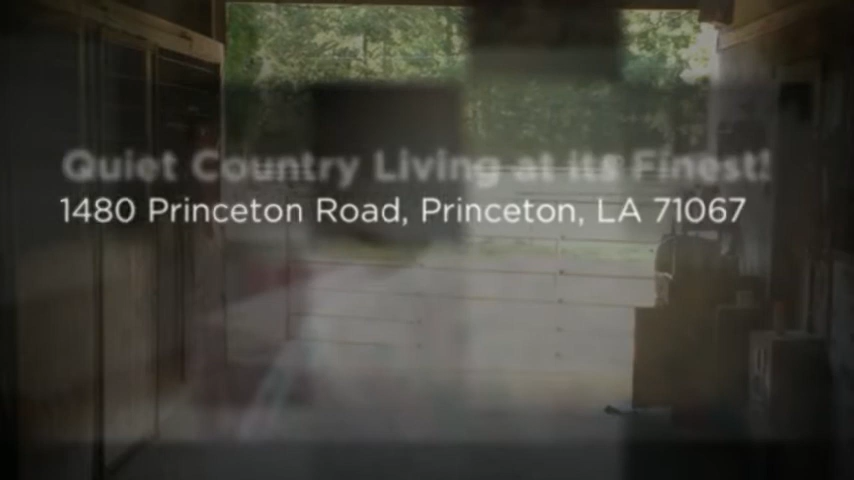 Quiet Country Living at its Finest!
1480 Princeton Road, Princeton, LA 71067